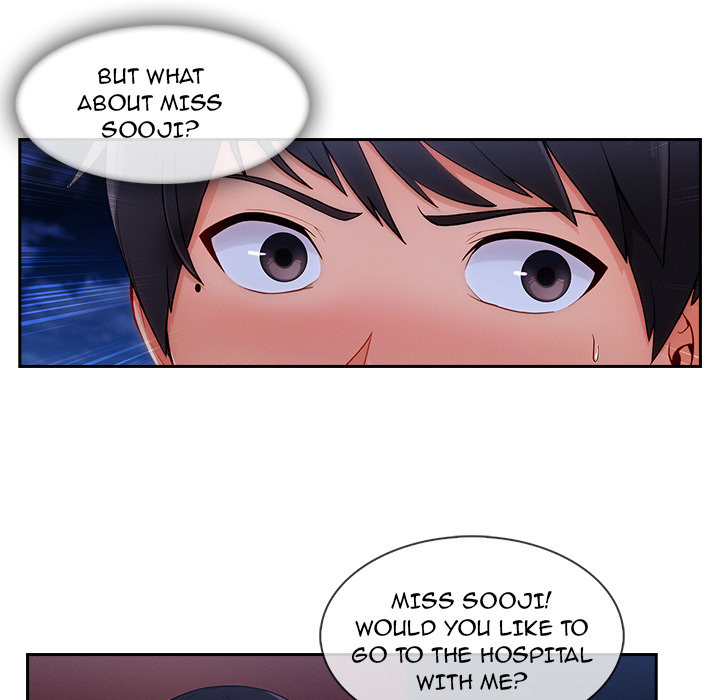 BUT WHAT
ABOUT MISS
SOOJI?
MISS SOOJI!
WOULD YOU LIKE TO
GO TO THE HOSPITAL
WITH ME?